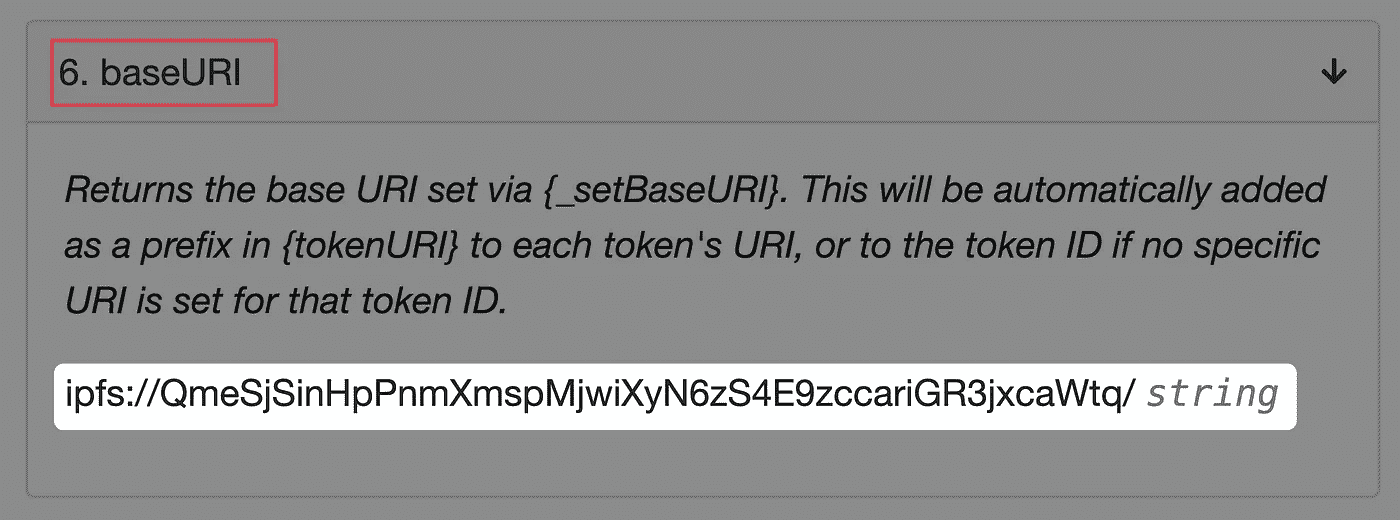 6. baseURI
Returns the base URI set via {_setBaseURI}. This will be automatically added
as a prefix in {tokenURI} to each token's URI, or to the token ID if no specific
URI is set for that token ID.
ipfs://QmeSjSinHpPnmXmspMjwiXyN6zS4E9zccariGR3jxcaWtq/ string